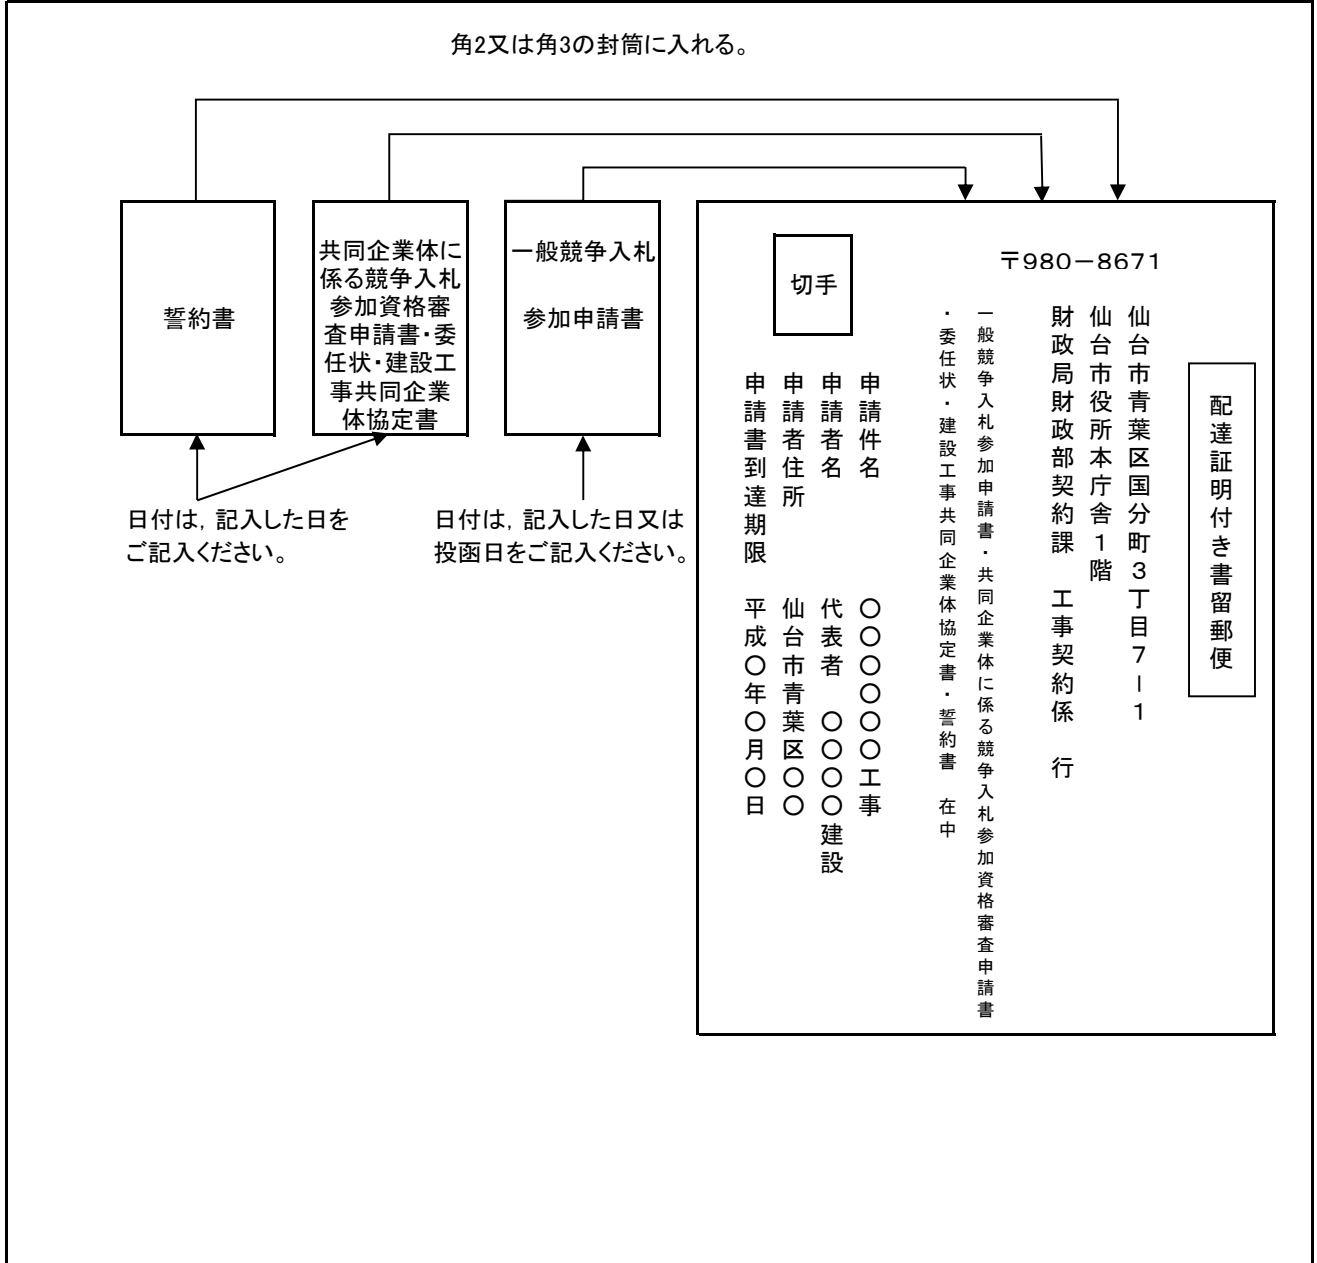 角2又は角3の封筒に入れる。
誓約書
共同企業体に
係る競争入札
参加資格審
査申請書・委
任状・建設工
事共同企業
体協定書
一般競争入札
参加申請書
日付は，記入した日を
ご記入ください。
日付は，記入した日又は
投函日をご記入ください。
切手
〒980－8671
配達証明付き書留郵便
仙台市青葉区国分町３丁目７－１
仙台市役所本庁舎１階
財政局財政部契約課　工事契約係　行
一般競争入札参加申請書・共同企業体に係る競争入札参加資格審査申請書
・委任状・建設工事共同企業体協定書・誓約書　在中
申請件名　〇〇〇〇〇〇工事
申請者名　代表者　〇〇〇〇建設
申請者住所　仙台市青葉区〇〇
申請書到達期限　平成〇年〇月〇日